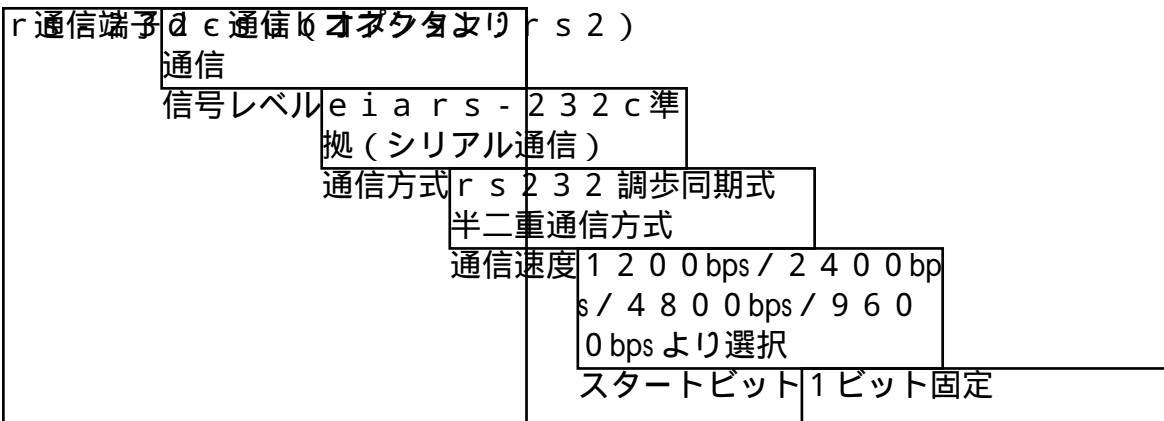 通信端子
通信
信号レベル eiars-232c準
拠(シリアル通信)
通信方式 rs232調歩同期式
半二重通信方式
通信速度 1200bps/2400bp
s/4800bps/960
0bpsより選択
スタートビット 1ビット固定